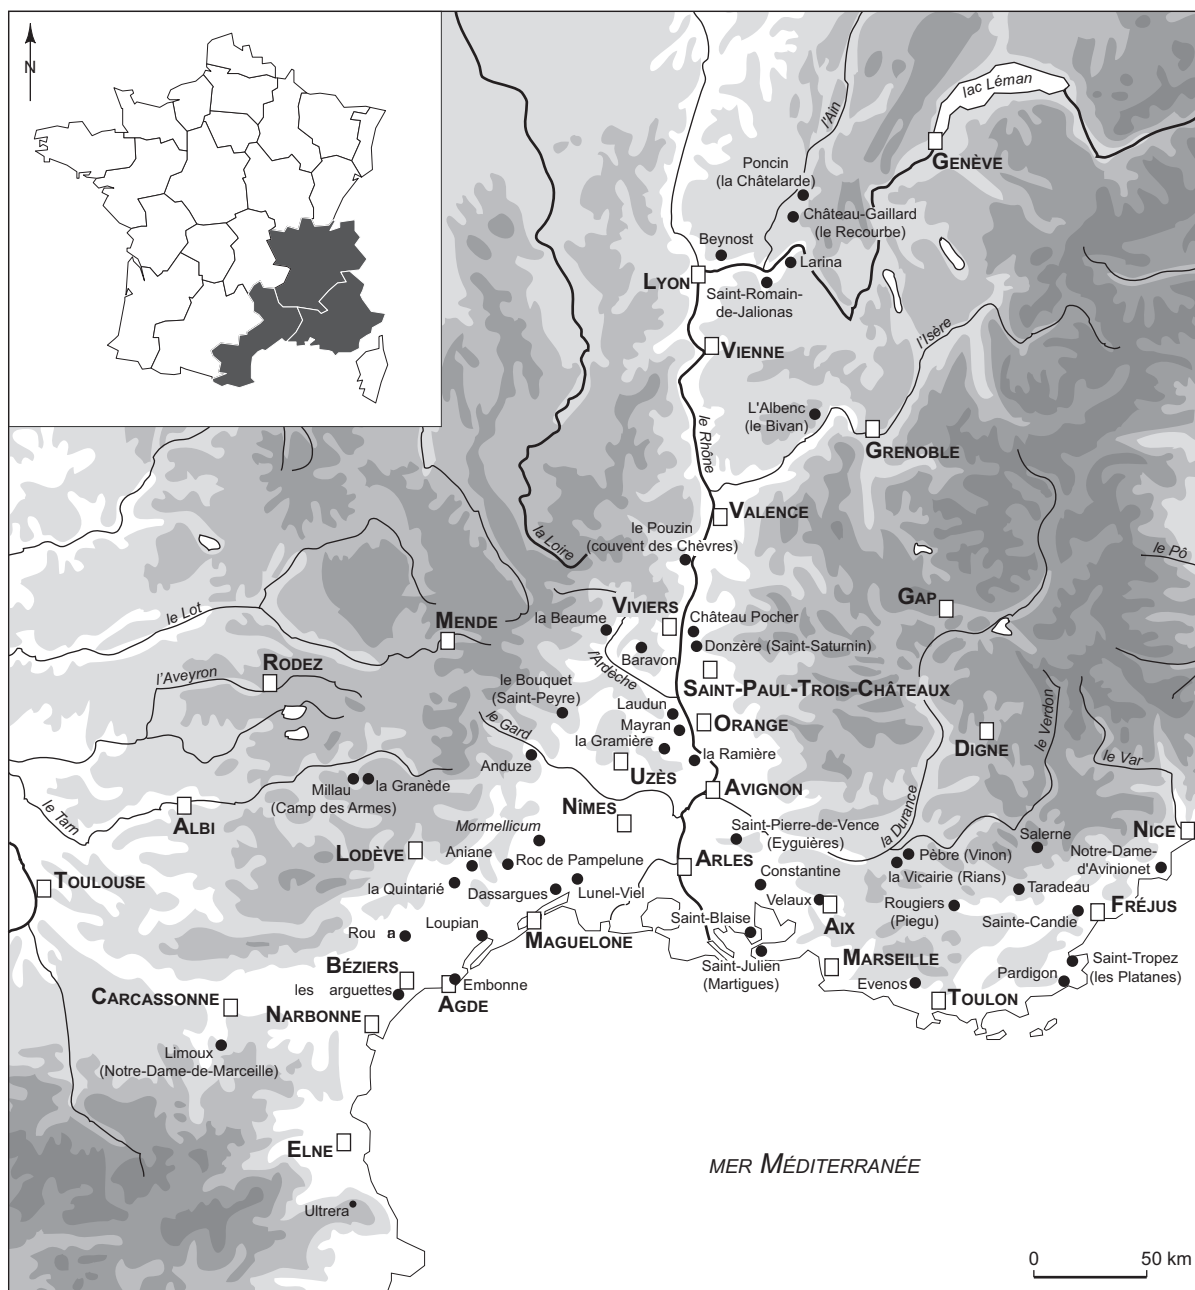 N
lac Léman
l'Ain
GENÈVE
Poncin
(la Châtelarde)
Château-Gaillard
(le Recourbe)
Beynost
Larina
LYON
Saint-Romain-
de-Jalionas
l'Isère
VIENNE
L'Albenc
(le Bivan)
le Rhône
GRENOBLE
VALENCE
le Pouzin
(couvent des Chèvres)
la Loire
le Pô
GAP
le Lot
MENDE
la Beaume
VIVIERS
Château Pocher
Donzère (Saint-Saturnin)
Baravon
l'Ardèche
RODEZ
l'Aveyron
SAINT-PAUL-TROIS-CHÂTEAUX
le Bouquet
(Saint-Peyre)
Laudun
Mayran
la Gramière
ORANGE
le Gard
le Verdon
DIGNE
le Var
Anduze
UZÈS
la Ramière
Millau
(Camp des Armes)
la Granède
AVIGNON
le Tarn
ALBI
NÎMES
la Durance
Mormellicum
Saint-Pierre-de-Vence
(Eyguières)
Salerne
NICE
LODÈVE
Aniane
Roc de Pampelune
ARLES
Pèbre (Vinon)
la Vicairie (Rians)
Notre-Dame-
d'Avinionet
TOULOUSE
la Quintarié
Dassargues
Lunel-Viel
Constantine
Velaux
Taradeau
Rougiers
(Piegu)
Sainte-Candie
FRÉJUS
Rou a
Loupian
MAGUELONE
Saint-Blaise
AIX
Saint-Julien
(Martigues)
MARSEILLE
Saint-Tropez
(les Platanes)
Pardigon
BÉZIERS
les arguettes
Embonne
AGDE
Evenos
TOULON
CARCASSONNE
NARBONNE
Limoux
(Notre-Dame-de-Marceille)
ELNE
MER MÉDITERRANÉE
Ultrera
0 50 km